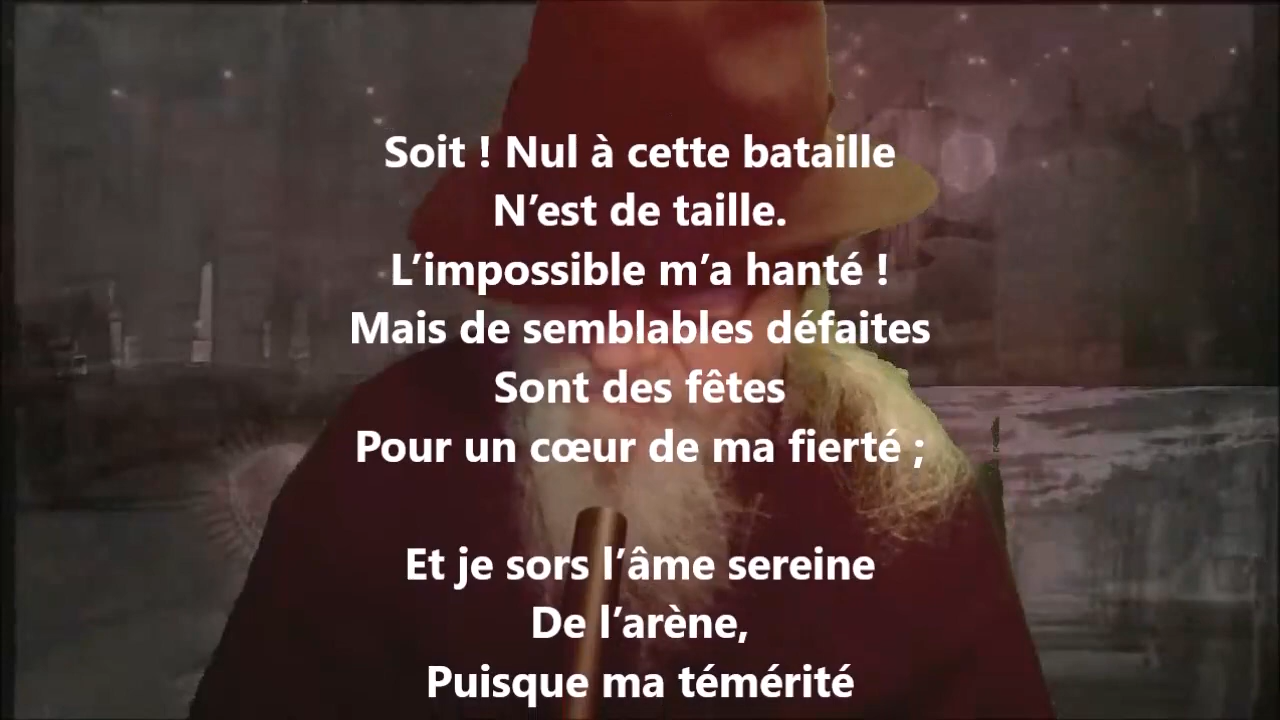 Soit ! Nul à cette bataille
N’est de taille.
L’impossible m’a hanté !
Mais de semblables défaites
Sont des fêtes
Pour un cœur de ma fierté ;
Et je sors l’âme sereine
De l’arène,
Puisque ma témérité